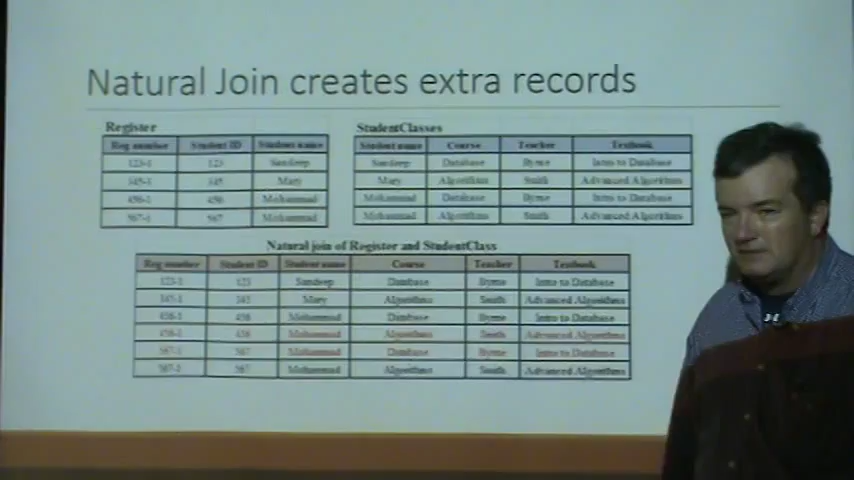 Natural Join creates extra records
Register
StudentClasses
Reg number Student ID Student name
Student name Course Teacher Textbook
123-1 123 Sandeep
Sandeep Database Byrne Intro to Database
345-1 345 Mary
Mary Algorithms Smith Advanced Algorithms
456-1 456 Mohammad
Mohammad Database Byrne Intro to Database
567-1 567 Mohammad
Mohammad Algorithms Smith Advanced Algorithms
Natural join of Register and StudentClass
Reg number Student ID Student name Course Teacher Textbook
123-1 123 Sandeep Database Byrne Intro to Database
345-1 345 Mary Algorithms Smith Advanced Algorithms
456-1 456 Mohammad Database Byrne Intro to Database
456-1 456 Mohammad Algorithms Smith Advanced Algorithms
567-1 567 Mohammad Database Byrne Intro to Database
567-1 567 Mohammad Algorithms Smith Advanced Algorithms